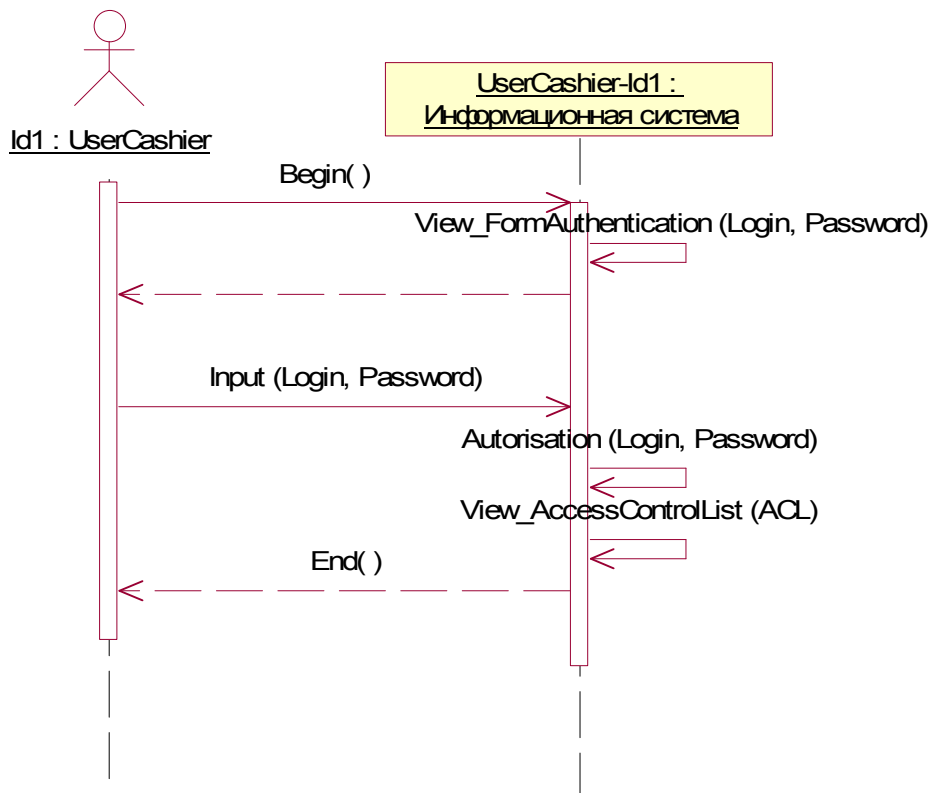 UserCashier-Id1 :
Информационная система
Id1 : UserCashier
Begin( )
View_FormAuthentication (Login, Password)
Input (Login, Password)
Autorisation (Login, Password)
View_AccessControlList (ACL)
End( )